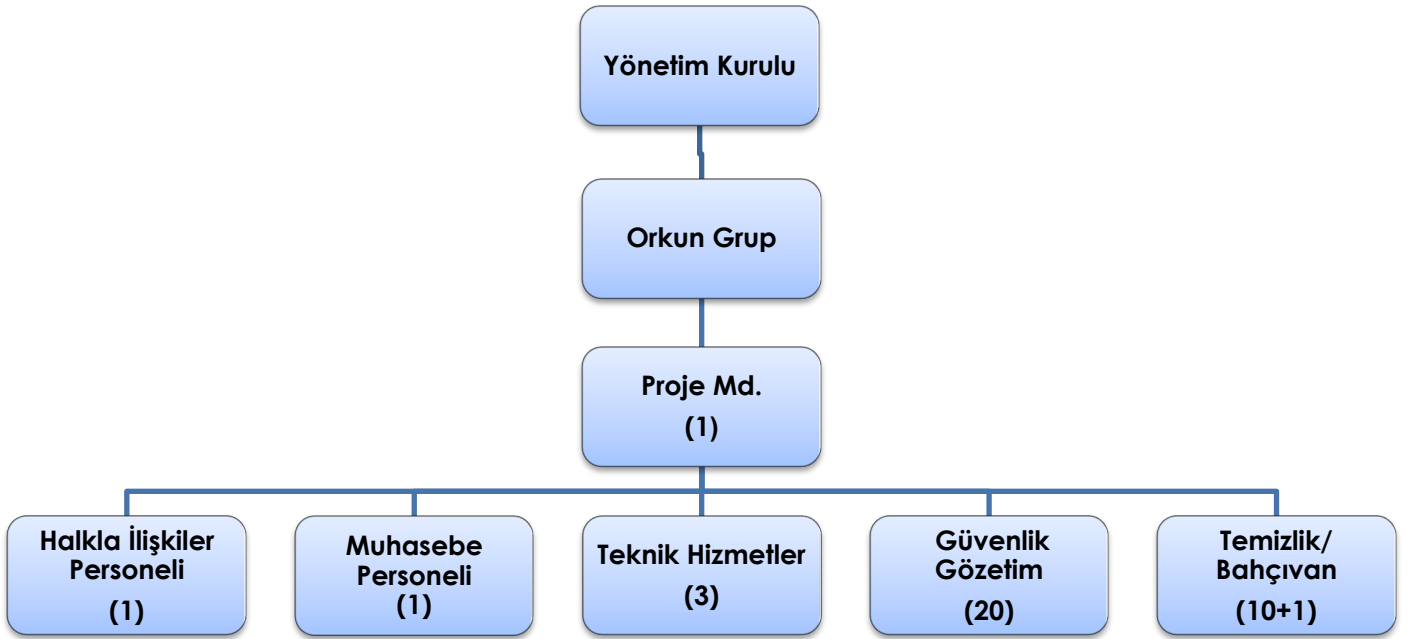 Yönetim Kurulu
Orkun Grup
Proje Md.
(1)
Halkla İlişkiler
Personeli
(1)
Muhasebe
Personeli
(1)
Teknik Hizmetler
(3)
Güvenlik
Gözetim
(20)
Temizlik/
Bahçıvan
(10+1)